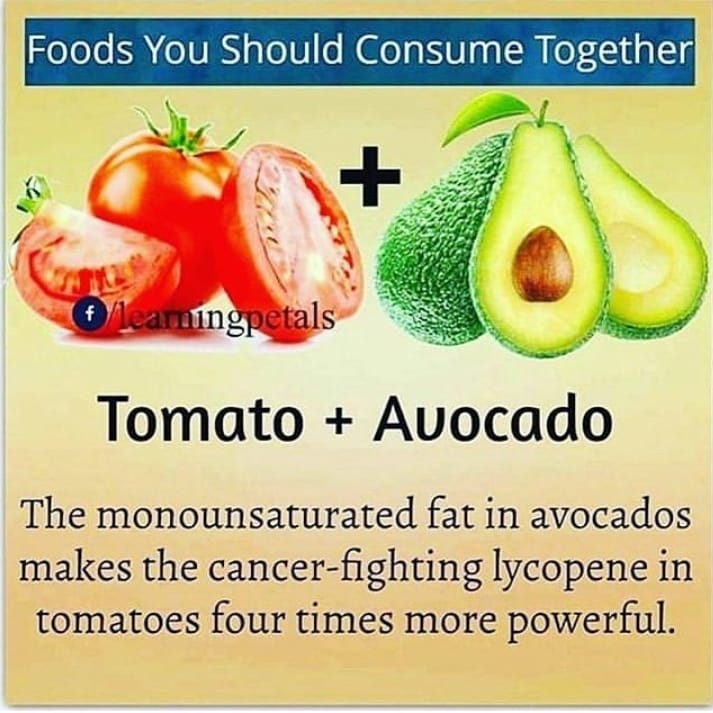 Foods You Should Consume Together
+
f/learningpetals
Tomato + Avocado
The monounsaturated fat in avocados
makes the cancer-fighting lycopene in
tomatoes four times more powerful.